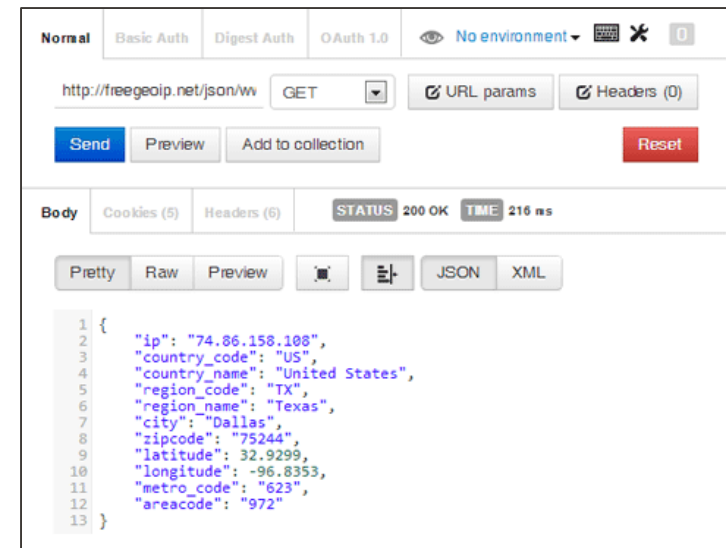 Normal Basic Auth Digest Auth OAuth 1.0 No environment 0
http://freegeoip.net/json/ GET URL params Headers (0)
Send Preview Add to collection Reset
Body Cookies (5) Headers (6) STATUS 200 OK TIME 216 ms
Pretty Raw Preview JSON XML
1 {
2 "ip": "74.86.158.108",
3 "country_code": "US",
4 "country_name": "United States",
5 "region_code": "TX",
6 "region_name": "Texas",
7 "city": "Dallas",
8 "zipcode": "75244",
9 "latitude": 32.9299,
10 "longitude": -96.8353,
11 "metro_code": "623",
12 "areacode": "972"
13 }